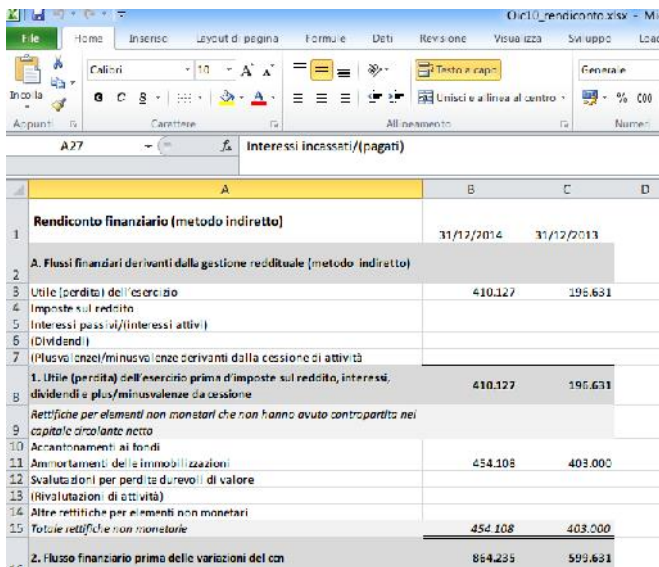 Oic10_rendiconto.xlsx - Mi
File Home Inserisci Layout di pagina Formule Dati Revisione Visualizza Sviluppo Load
Incolla
Calibri 10 A A Testo a capo Generale
G C S A Unisci e allinea al centro % 000
Appunti Carattere Allineamento Numeri
A27 fx Interessi incassati/(pagati)
A B C D
1 Rendiconto finanziario (metodo indiretto) 31/12/2014 31/12/2013
2 A. Flussi finanziari derivanti dalla gestione reddituale (metodo indiretto)
3 Utile (perdita) dell'esercizio 410.127 196.631
4 Imposte sul reddito
5 Interessi passivi/(interessi attivi)
6 (Dividendi)
7 (Plusvalenze)/minusvalenze derivanti dalla cessione di attività
1. Utile (perdita) dell'esercizio prima d'imposte sul reddito, interessi,
8 dividendi e plus/minusvalenze da cessione 410.127 196.631
Rettifiche per elementi non monetari che non hanno avuto contropartita nel
9 capitale circolante netto
10 Accantonamenti ai fondi
11 Ammortamenti delle immobilizzazioni 454.108 403.000
12 Svalutazioni per perdite durevoli di valore
13 (Rivalutazioni di attività)
14 Altre rettifiche per elementi non monetari
15 Totale rettifiche non monetarie 454.108 403.000
2. Flusso finanziario prima delle variazioni del ccn 864.235 599.631